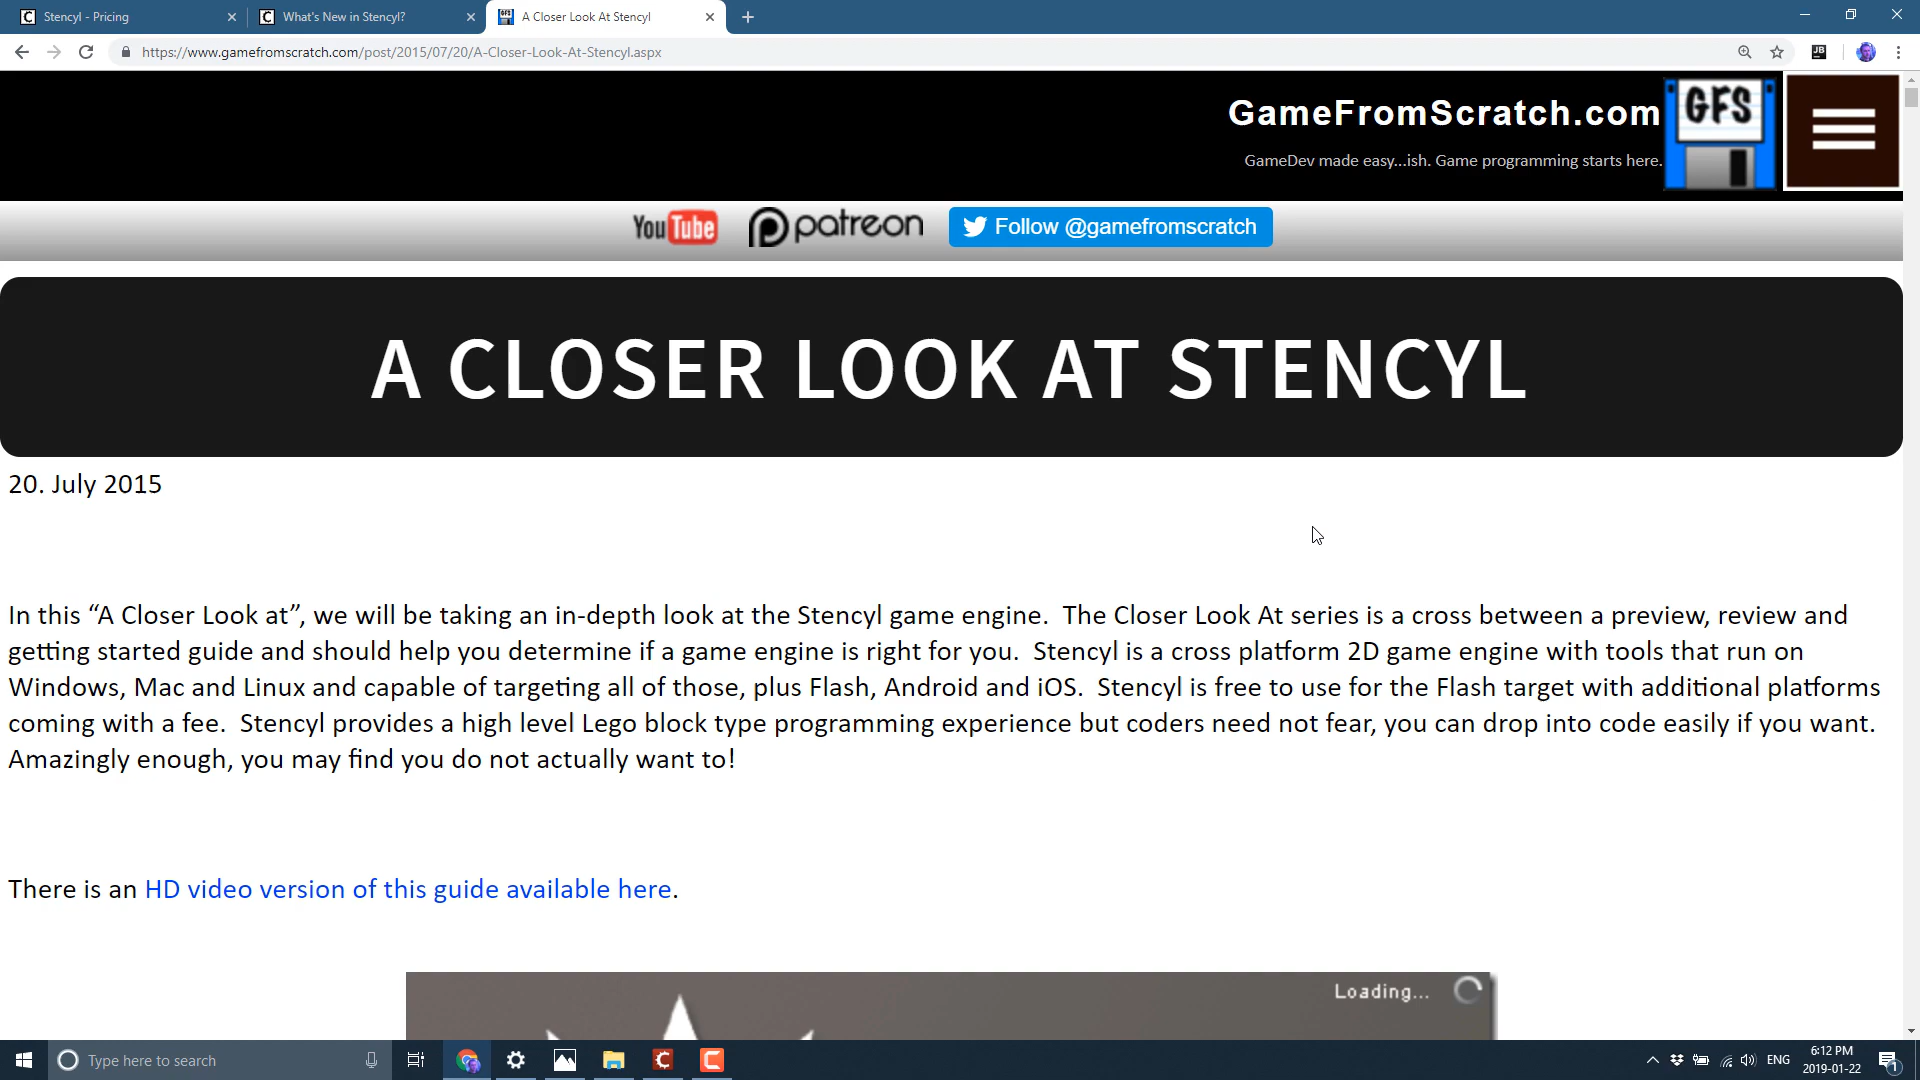 Stencyl - Pricing
What's New in Stencyl?
A Closer Look At Stencyl
https://www.gamefromscratch.com/post/2015/07/20/A-Closer-Look-At-Stencyl.aspx
JB
GameFromScratch.com
GFS
GameDev made easy...ish. Game programming starts here.
YouTube
patreon
Follow @gamefromscratch
A CLOSER LOOK AT STENCYL
20. July 2015
In this “A Closer Look at”, we will be taking an in-depth look at the Stencyl game engine.  The Closer Look At series is a cross between a preview, review and
getting started guide and should help you determine if a game engine is right for you.  Stencyl is a cross platform 2D game engine with tools that run on
Windows, Mac and Linux and capable of targeting all of those, plus Flash, Android and iOS.  Stencyl is free to use for the Flash target with additional platforms
coming with a fee.  Stencyl provides a high level Lego block type programming experience but coders need not fear, you can drop into code easily if you want.
Amazingly enough, you may find you do not actually want to!
There is an HD video version of this guide available here.
Loading...
Type here to search
ENG
6:12 PM
2019-01-22
1